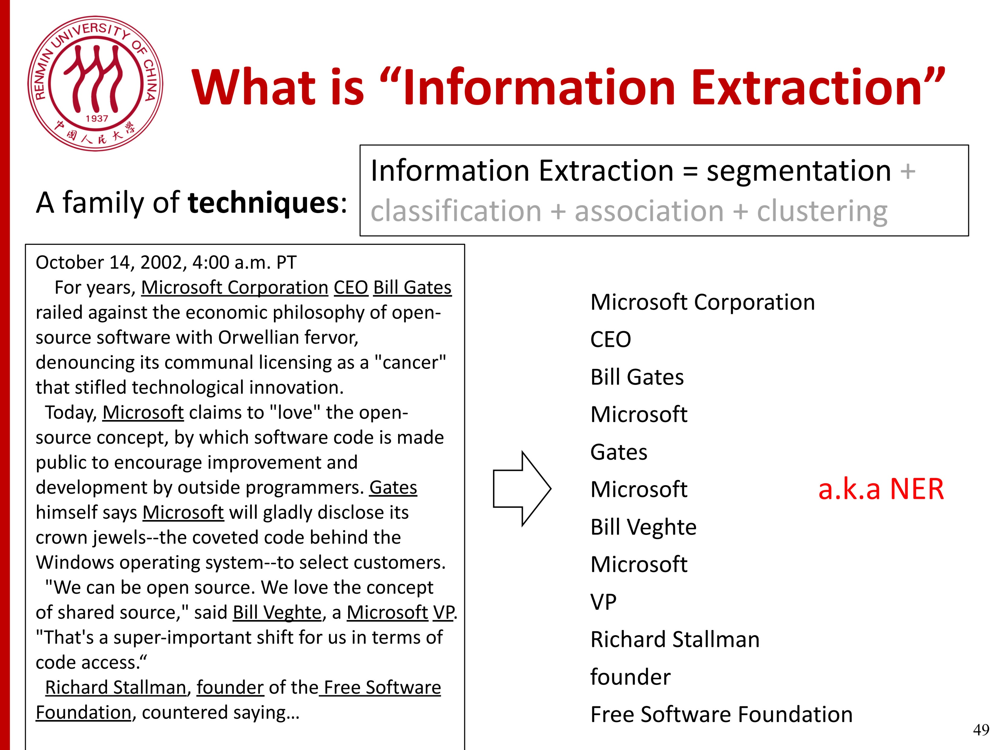 RENMIN UNIVERSITY OF CHINA
1937
中國人民大學
What is “Information Extraction”
A family of techniques:
Information Extraction = segmentation +
classification + association + clustering
October 14, 2002, 4:00 a.m. PT
For years, Microsoft Corporation CEO Bill Gates
railed against the economic philosophy of open-
source software with Orwellian fervor,
denouncing its communal licensing as a "cancer"
that stifled technological innovation.
Today, Microsoft claims to "love" the open-
source concept, by which software code is made
public to encourage improvement and
development by outside programmers. Gates
himself says Microsoft will gladly disclose its
crown jewels--the coveted code behind the
Windows operating system--to select customers.
"We can be open source. We love the concept
of shared source," said Bill Veghte, a Microsoft VP.
"That's a super-important shift for us in terms of
code access.“
Richard Stallman, founder of the Free Software
Foundation, countered saying…
Microsoft Corporation
CEO
Bill Gates
Microsoft
Gates
Microsoft
Bill Veghte
Microsoft
VP
Richard Stallman
founder
Free Software Foundation
a.k.a NER
49